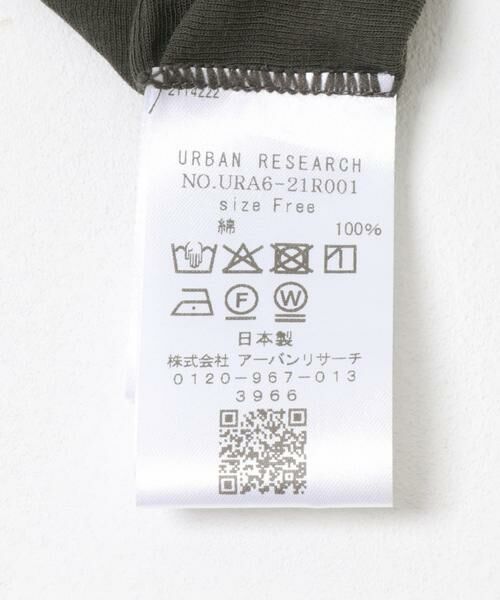 URBAN RESEARCH
NO.URA6-21R001
size Free
綿 100%
F W
日本製
株式会社 アーバンリサーチ
0120-967-013
3966